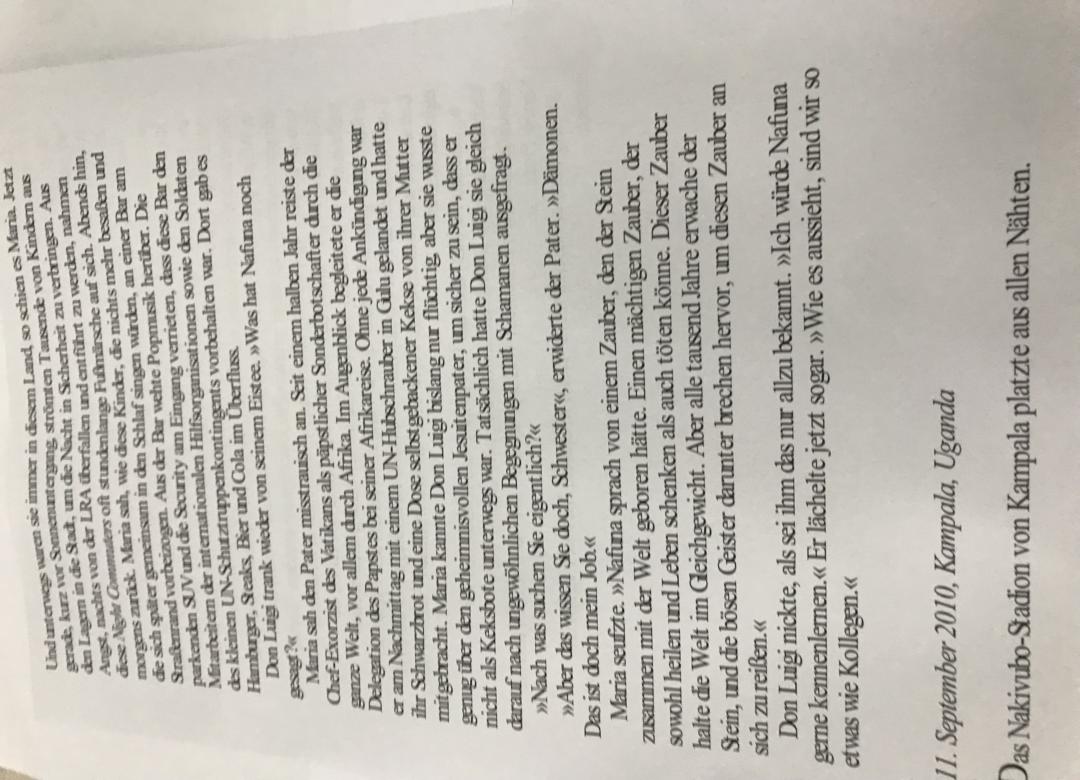 Und unterwegs waren sie immer in diesem Land, so schien es Maria. Jetzt
gerade, kurz vor Sonnenuntergang, strömten Tausende von Kindern aus
den Lagern in die Stadt, um die Nacht in Sicherheit zu verbringen. Aus
Angst, nachts von der LRA überfallen und entführt zu werden, nahmen
diese Night Commuters oft stundenlange Fußmärsche auf sich. Abends hin,
morgens zurück. Maria sah, wie diese Kinder, die nichts mehr besaßen und
die sich später gemeinsam in den Schlaf singen würden, an einer Bar am
Straßenrand vorbeizogen. Aus der Bar wehte Popmusik herüber. Die
parkenden SUV und die Security am Eingang verrieten, dass diese Bar den
Mitarbeitern der internationalen Hilfsorganisationen sowie den Soldaten
des kleinen UN-Schutztruppenkontingents vorbehalten war. Dort gab es
Hamburger, Steaks, Bier und Cola im Überfluss.
Don Luigi trank wieder von seinem Eistee. »Was hat Nafuna noch
gesagt?«
Maria sah den Pater misstrauisch an. Seit einem halben Jahr reiste der
Chef-Exorzist des Vatikans als päpstlicher Sonderbotschafter durch die
ganze Welt, vor allem durch Afrika. Im Augenblick begleitete er die
Delegation des Papstes bei seiner Afrikareise. Ohne jede Ankündigung war
er am Nachmittag mit einem UN-Hubschrauber in Gulu gelandet und hatte
ihr Schwarzbrot und eine Dose selbstgebackener Kekse von ihrer Mutter
mitgebracht. Maria kannte Don Luigi bislang nur flüchtig, aber sie wusste
genug über den geheimnisvollen Jesuitenpater, um sicher zu sein, dass er
nicht als Keksbote unterwegs war. Tatsächlich hatte Don Luigi sie gleich
darauf nach ungewöhnlichen Begegnungen mit Schamanen ausgefragt.
»Nach was suchen Sie eigentlich?«
»Aber das wissen Sie doch, Schwester«, erwiderte der Pater. »Dämonen.
Das ist doch mein Job.«
Maria seufzte. »Nafuna sprach von einem Zauber, den der Stein
zusammen mit der Welt geboren hätte. Einen mächtigen Zauber, der
sowohl heilen und Leben schenken als auch töten könne. Dieser Zauber
halte die Welt im Gleichgewicht. Aber alle tausend Jahre erwache der
Stein, und die bösen Geister darunter brechen hervor, um diesen Zauber an
sich zu reißen.«
Don Luigi nickte, als sei ihm das nur allzu bekannt. »Ich würde Nafuna
gerne kennenlernen.« Er lächelte jetzt sogar. »Wie es aussieht, sind wir so
etwas wie Kollegen.«
11. September 2010, Kampala, Uganda
Das Nakivubo-Stadion von Kampala platzte aus allen Nähten.